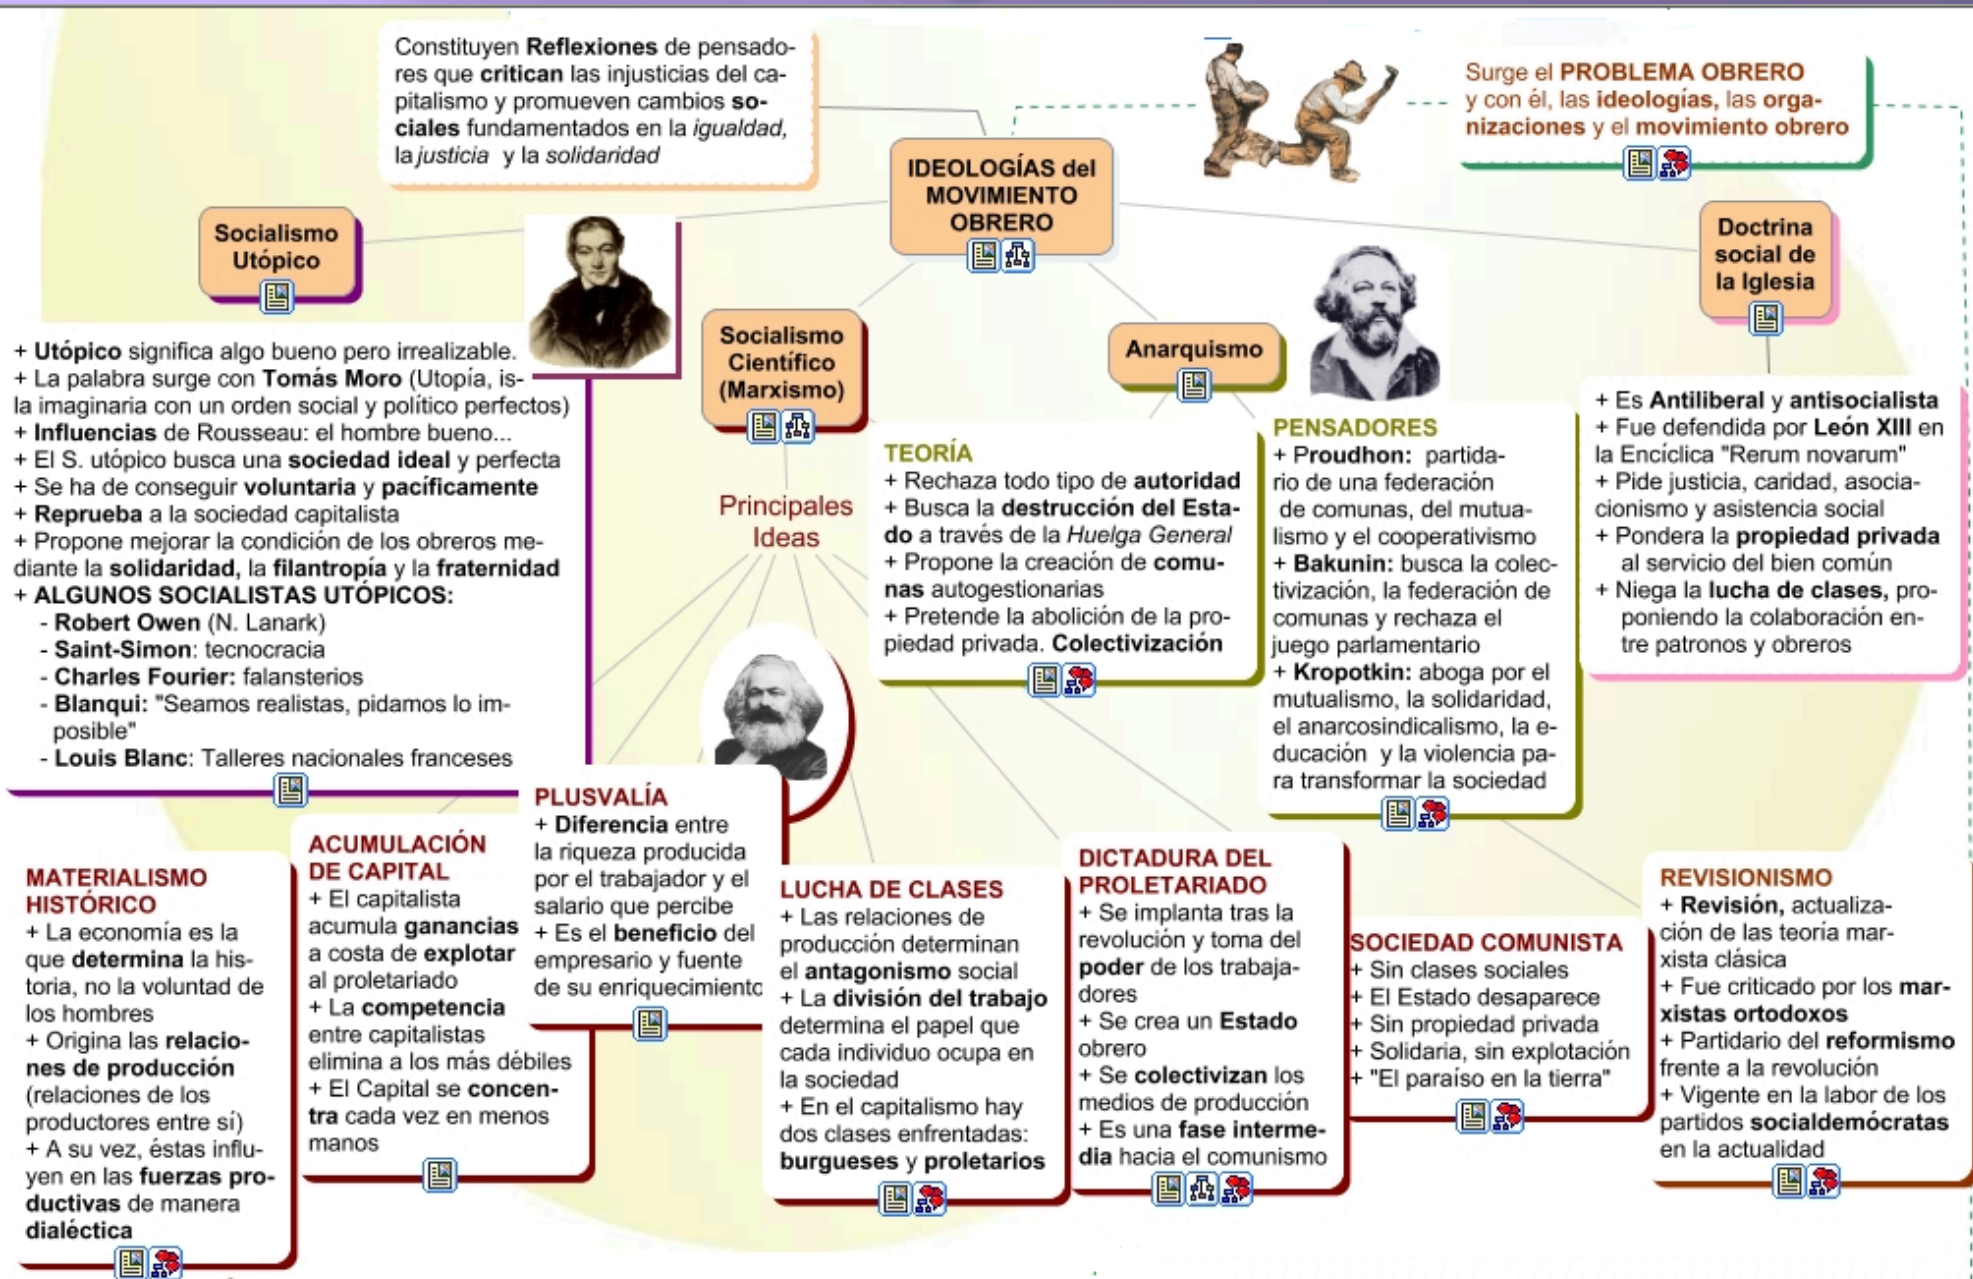 Constituyen Reflexiones de pensado-
res que critican las injusticias del ca-
pitalismo y promueven cambios so-
ciales fundamentados en la igualdad,
la justicia y la solidaridad
Surge el PROBLEMA OBRERO
y con él, las ideologías, las orga-
nizaciones y el movimiento obrero
IDEOLOGÍAS del
MOVIMIENTO
OBRERO
Socialismo
Utópico
+ Utópico significa algo bueno pero irrealizable.
+ La palabra surge con Tomás Moro (Utopía, is-
la imaginaria con un orden social y político perfectos)
+ Influencias de Rousseau: el hombre bueno...
+ El S. utópico busca una sociedad ideal y perfecta
+ Se ha de conseguir voluntaria y pacíficamente
+ Reprueba a la sociedad capitalista
+ Propone mejorar la condición de los obreros me-
diante la solidaridad, la filantropía y la fraternidad
+ ALGUNOS SOCIALISTAS UTÓPICOS:
- Robert Owen (N. Lanark)
- Saint-Simon: tecnocracia
- Charles Fourier: falansterios
- Blanqui: "Seamos realistas, pidamos lo im-
posible"
- Louis Blanc: Talleres nacionales franceses
Socialismo
Científico
(Marxismo)
Principales
Ideas
Anarquismo
TEORÍA
+ Rechaza todo tipo de autoridad
+ Busca la destrucción del Esta-
do a través de la Huelga General
+ Propone la creación de comu-
nas autogestionarias
+ Pretende la abolición de la pro-
piedad privada. Colectivización
PENSADORES
+ Proudhon: partida-
rio de una federación
de comunas, del mutua-
lismo y el cooperativismo
+ Bakunin: busca la colec-
tivización, la federación de
comunas y rechaza el
juego parlamentario
+ Kropotkin: aboga por el
mutualismo, la solidaridad,
el anarcosindicalismo, la e-
ducación y la violencia pa-
ra transformar la sociedad
Doctrina
social de
la Iglesia
+ Es Antiliberal y antisocialista
+ Fue defendida por León XIII en
la Encíclica "Rerum novarum"
+ Pide justicia, caridad, asocia-
cionismo y asistencia social
+ Pondera la propiedad privada
al servicio del bien común
+ Niega la lucha de clases, pro-
poniendo la colaboración en-
tre patronos y obreros
MATERIALISMO
HISTÓRICO
+ La economía es la
que determina la his-
toria, no la voluntad de
los hombres
+ Origina las relacio-
nes de producción
(relaciones de los
productores entre sí)
+ A su vez, éstas influ-
yen en las fuerzas pro-
ductivas de manera
dialéctica
ACUMULACIÓN
DE CAPITAL
+ El capitalista
acumula ganancias
a costa de explotar
al proletariado
+ La competencia
entre capitalistas
elimina a los más débiles
+ El Capital se concen-
tra cada vez en menos
manos
PLUSVALÍA
+ Diferencia entre
la riqueza producida
por el trabajador y el
salario que percibe
+ Es el beneficio del
empresario y fuente
de su enriquecimiento
LUCHA DE CLASES
+ Las relaciones de
producción determinan
el antagonismo social
+ La división del trabajo
determina el papel que
cada individuo ocupa en
la sociedad
+ En el capitalismo hay
dos clases enfrentadas:
burgueses y proletarios
DICTADURA DEL
PROLETARIADO
+ Se implanta tras la
revolución y toma del
poder de los trabaja-
dores
+ Se crea un Estado
obrero
+ Se colectivizan los
medios de producción
+ Es una fase interme-
dia hacia el comunismo
SOCIEDAD COMUNISTA
+ Sin clases sociales
+ El Estado desaparece
+ Sin propiedad privada
+ Solidaria, sin explotación
+ "El paraíso en la tierra"
REVISIONISMO
+ Revisión, actualiza-
ción de las teoría mar-
xista clásica
+ Fue criticado por los mar-
xistas ortodoxos
+ Partidario del reformismo
frente a la revolución
+ Vigente en la labor de los
partidos socialdemócratas
en la actualidad